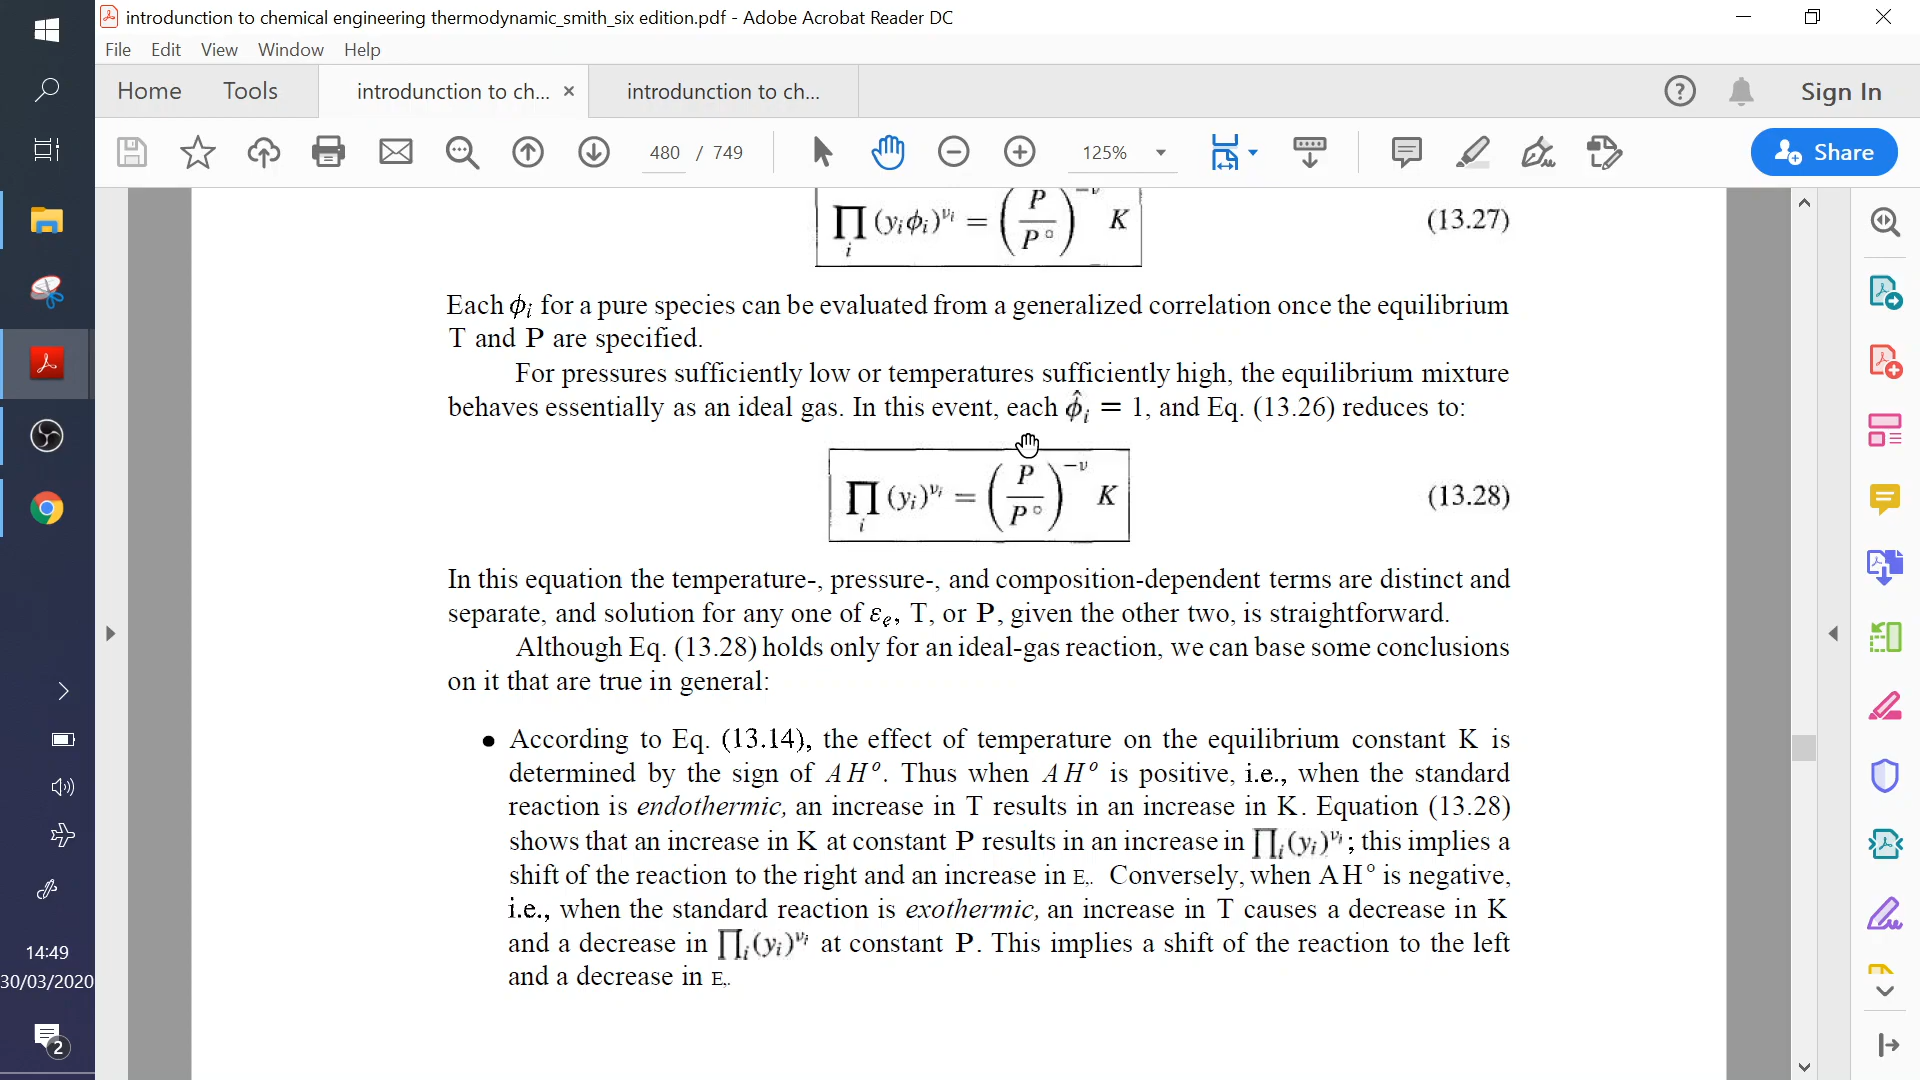 introdunction to chemical engineering thermodynamic_smith_six edition.pdf - Adobe Acrobat Reader DC
File Edit View Window Help
Home Tools introdunction to ch... × introdunction to ch... Sign In
480 / 749 125% Share
∏i (yiϕi)^νi = (P/P°)^−ν K (13.27)
Each ϕi for a pure species can be evaluated from a generalized correlation once the equilibrium
T and P are specified.
For pressures sufficiently low or temperatures sufficiently high, the equilibrium mixture
behaves essentially as an ideal gas. In this event, each ϕ̂i = 1, and Eq. (13.26) reduces to:
∏i (yi)^νi = (P/P°)^−ν K (13.28)
In this equation the temperature-, pressure-, and composition-dependent terms are distinct and
separate, and solution for any one of εe, T, or P, given the other two, is straightforward.
Although Eq. (13.28) holds only for an ideal-gas reaction, we can base some conclusions
on it that are true in general:
● According to Eq. (13.14), the effect of temperature on the equilibrium constant K is
determined by the sign of AH°. Thus when AH° is positive, i.e., when the standard
reaction is endothermic, an increase in T results in an increase in K. Equation (13.28)
shows that an increase in K at constant P results in an increase in ∏i(yi)^νi; this implies a
shift of the reaction to the right and an increase in E,. Conversely, when AH° is negative,
i.e., when the standard reaction is exothermic, an increase in T causes a decrease in K
and a decrease in ∏i(yi)^νi at constant P. This implies a shift of the reaction to the left
and a decrease in E,.
14:49
30/03/2020
2